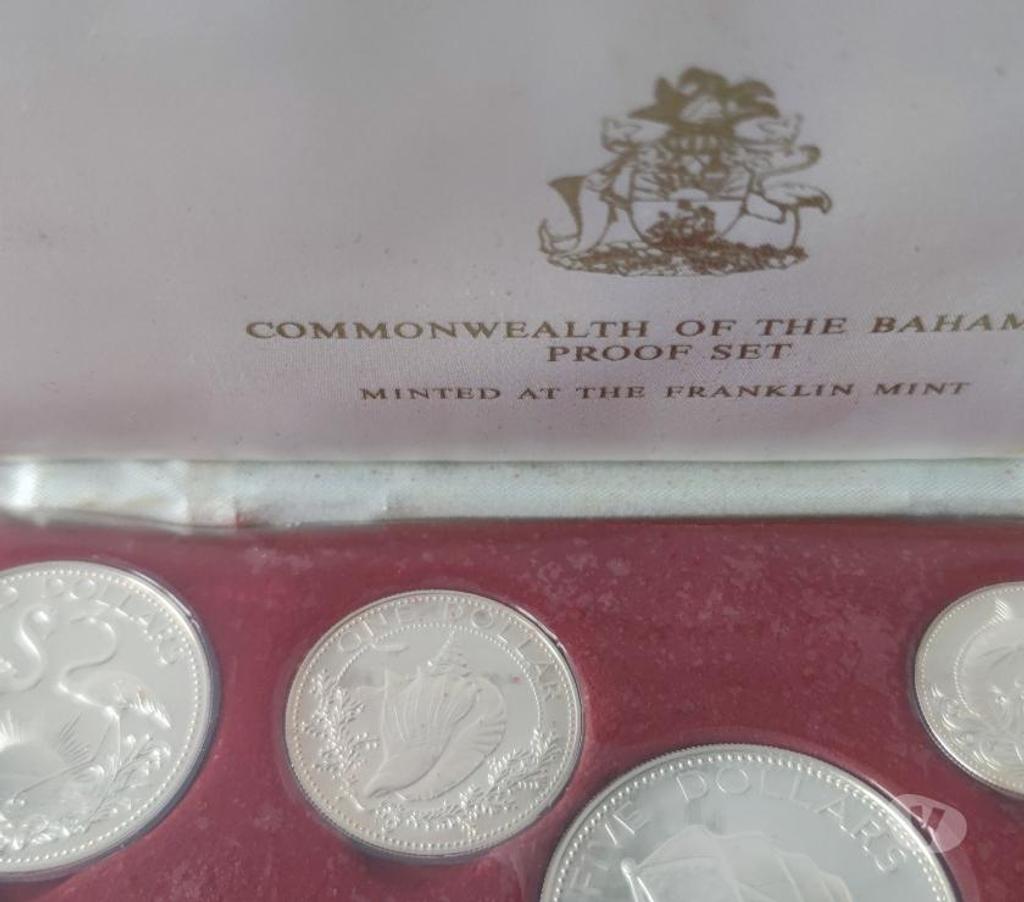 COMMONWEALTH OF THE BAHAM
PROOF SET
MINTED AT THE FRANKLIN MINT
DOLLARS
ONE DOLLAR
FIVE DOLLARS